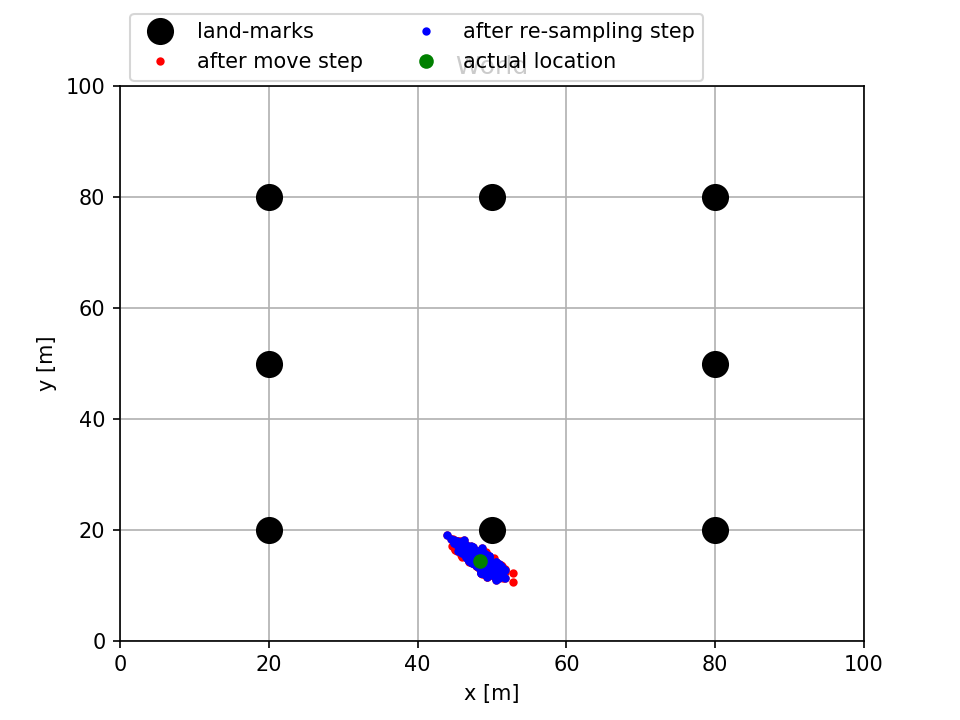 land-marks
after move step
after re-sampling step
actual location
World
100
80
60
40
20
0
y [m]
0 20 40 60 80 100
x [m]